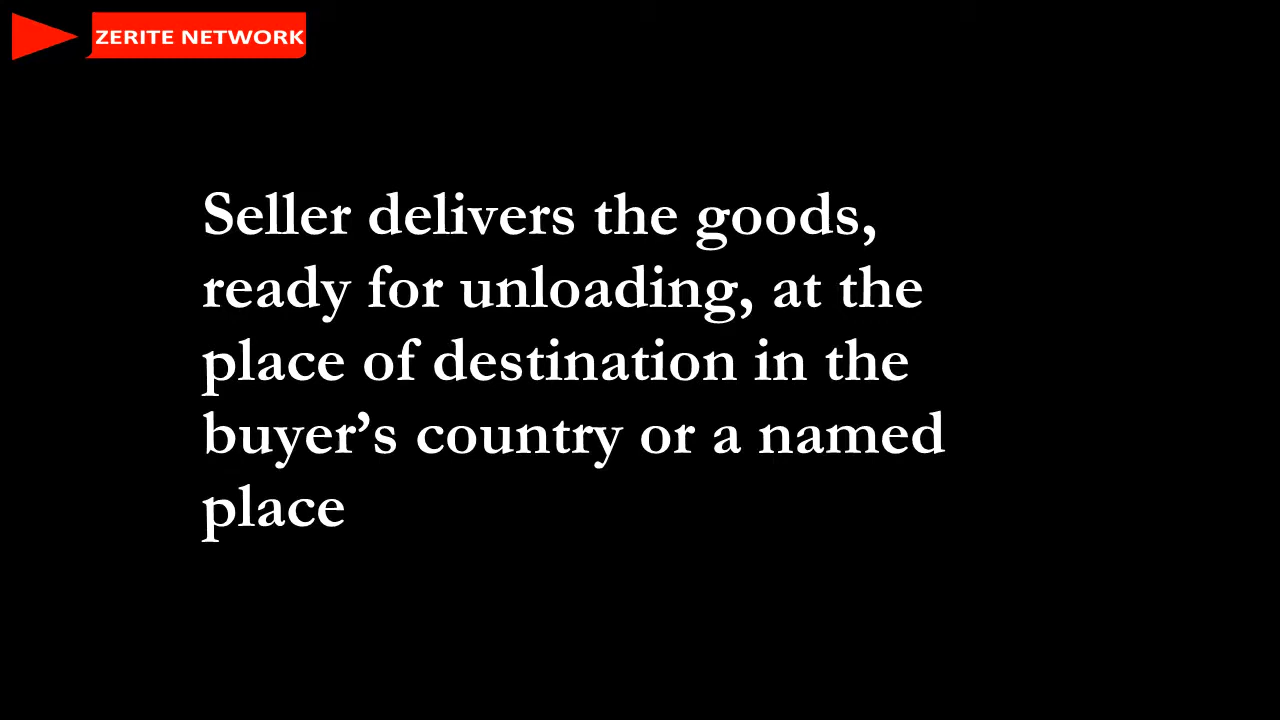 ZERITE NETWORK
Seller delivers the goods,
ready for unloading, at the
place of destination in the
buyer’s country or a named
place